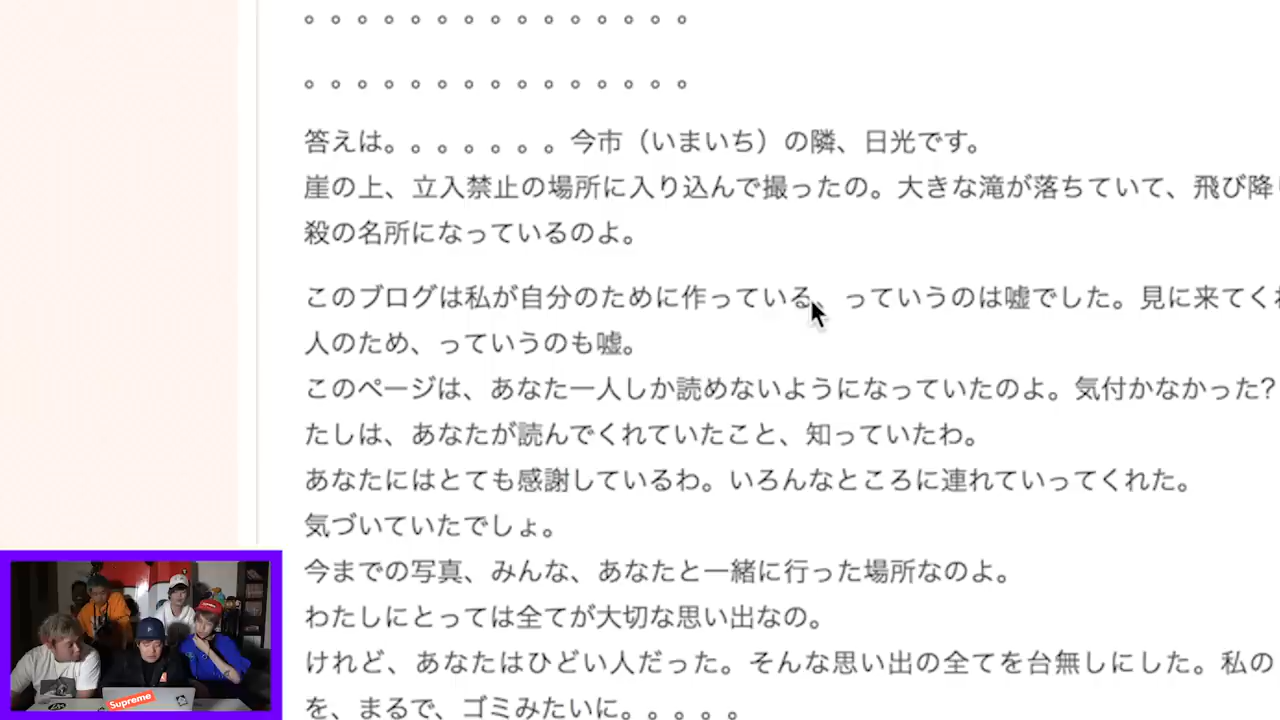 。。。。。。。。。。。。。。。
。。。。。。。。。。。。。。。
答えは。。。。。。。今市（いまいち）の隣、日光です。
崖の上、立入禁止の場所に入り込んで撮ったの。大きな滝が落ちていて、飛び降り
殺の名所になっているのよ。
このブログは私が自分のために作っている、っていうのは嘘でした。見に来てくれ
人のため、っていうのも嘘。
このページは、あなた一人しか読めないようになっていたのよ。気付かなかった?
たしは、あなたが読んでくれていたこと、知っていたわ。
あなたにはとても感謝しているわ。いろんなところに連れていってくれた。
気づいていたでしょ。
今までの写真、みんな、あなたと一緒に行った場所なのよ。
わたしにとっては全てが大切な思い出なの。
けれど、あなたはひどい人だった。そんな思い出の全てを台無しにした。私の
を、まるで、ゴミみたいに。。。。。
Supreme